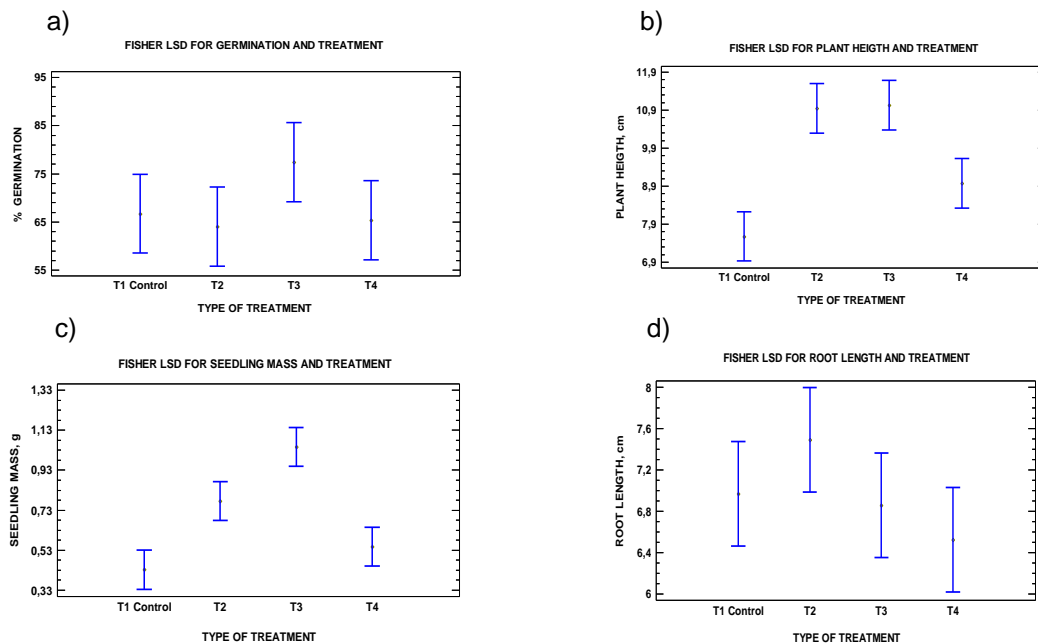 a)
FISHER LSD FOR GERMINATION AND TREATMENT
% GERMINATION
95
85
75
65
55
T1 Control T2 T3 T4
TYPE OF TREATMENT
b)
FISHER LSD FOR PLANT HEIGTH AND TREATMENT
PLANT HEIGTH, cm
11,9
10,9
9,9
8,9
7,9
6,9
T1 Control T2 T3 T4
TYPE OF TREATMENT
c)
FISHER LSD FOR SEEDLING MASS AND TREATMENT
SEEDLING MASS, g
1,33
1,13
0,93
0,73
0,53
0,33
T1 Control T2 T3 T4
TYPE OF TREATMENT
d)
FISHER LSD FOR ROOT LENGTH AND TREATMENT
ROOT LENGTH, cm
8
7,6
7,2
6,8
6,4
6
T1 Control T2 T3 T4
TYPE OF TREATMENT